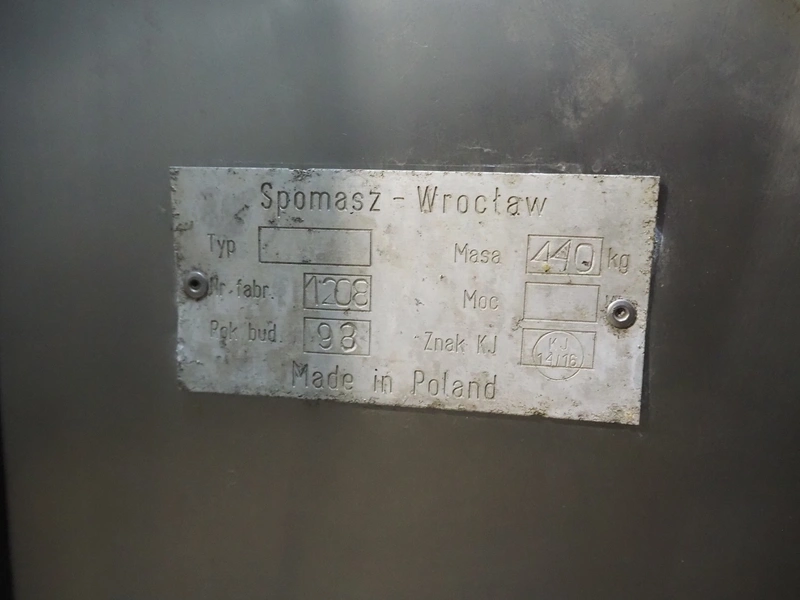 Spomasz - Wrocław
Typ
Masa 440 kg
Nr fabr. 1208
Moc
Rok bud. 98
Znak KJ KJ 14/16
Made in Poland